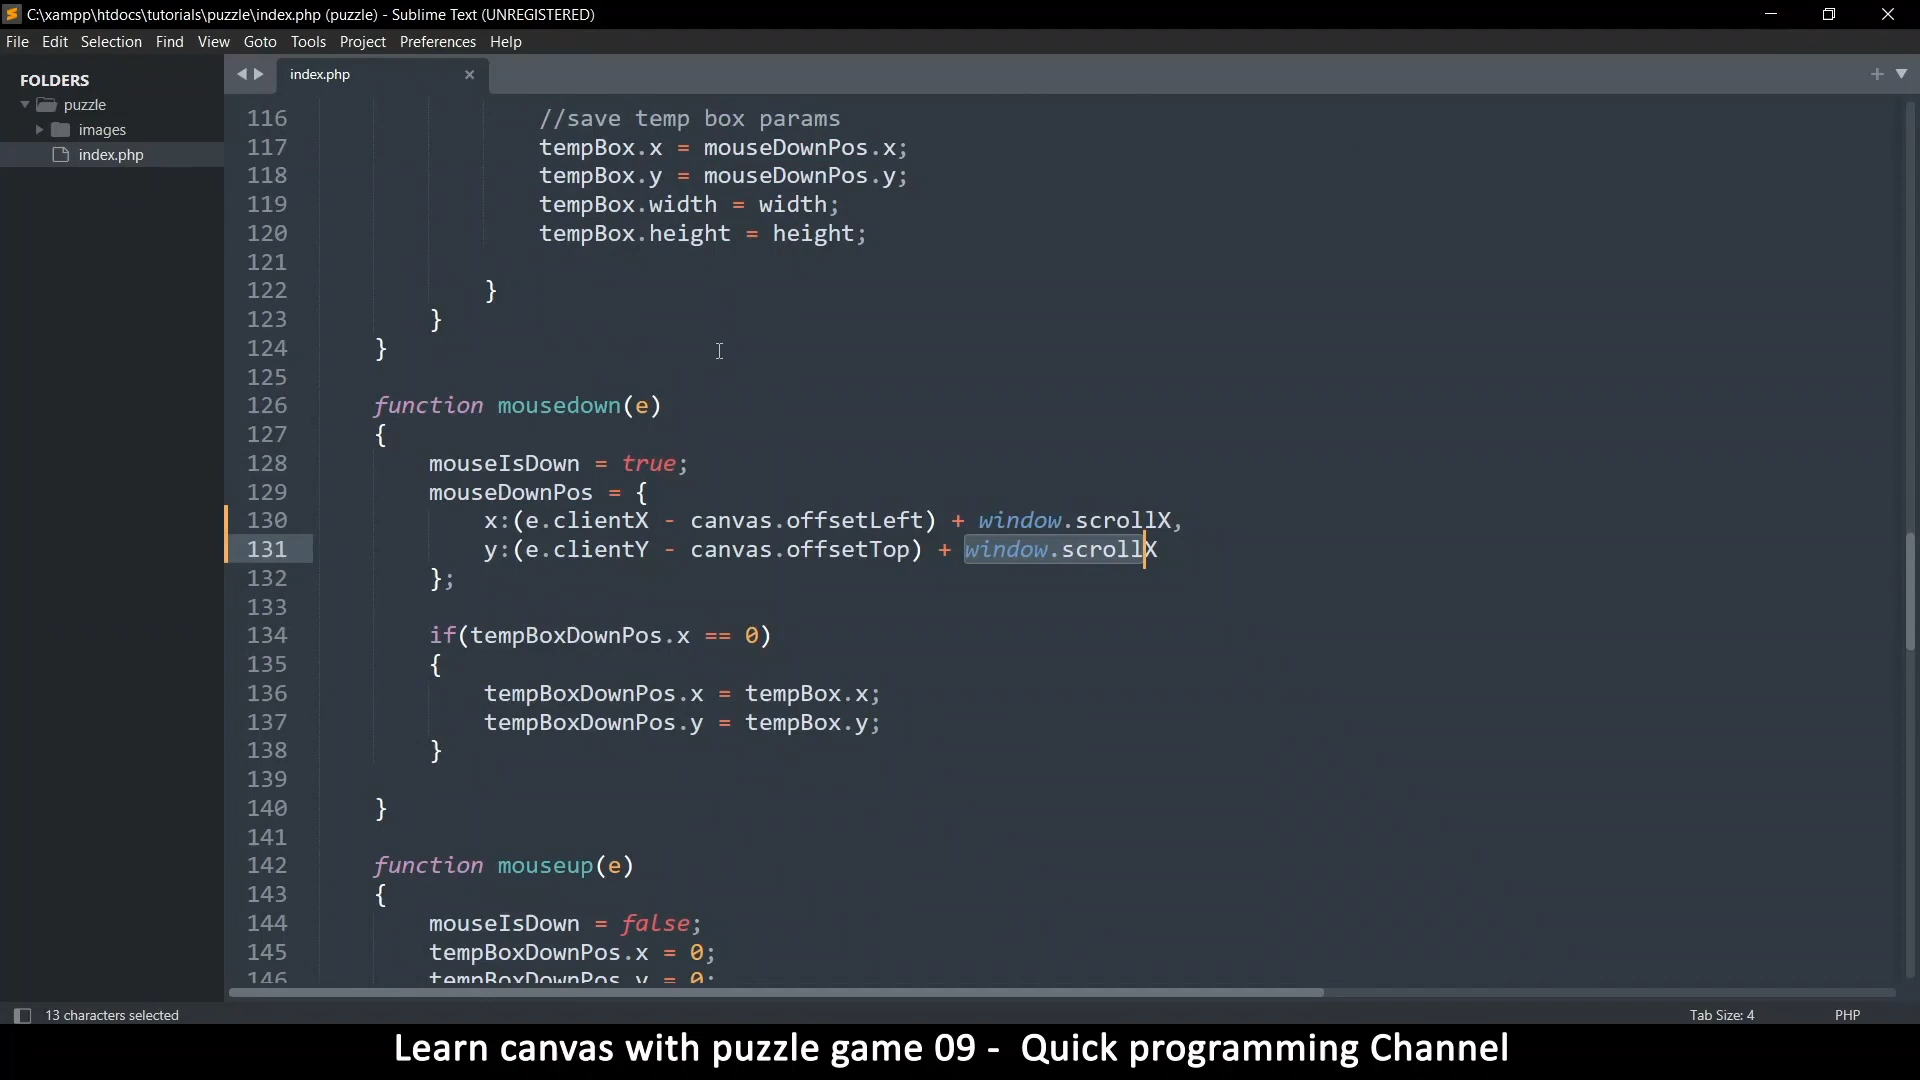 C:\xampp\htdocs\tutorials\puzzle\index.php (puzzle) - Sublime Text (UNREGISTERED)
File Edit Selection Find View Goto Tools Project Preferences Help
FOLDERS
puzzle
images
index.php
index.php
116 //save temp box params
117 tempBox.x = mouseDownPos.x;
118 tempBox.y = mouseDownPos.y;
119 tempBox.width = width;
120 tempBox.height = height;
121
122 }
123 }
124 }
125
126 function mousedown(e)
127 {
128 mouseIsDown = true;
129 mouseDownPos = {
130 x:(e.clientX - canvas.offsetLeft) + window.scrollX,
131 y:(e.clientY - canvas.offsetTop) + window.scrollX
132 };
133
134 if(tempBoxDownPos.x == 0)
135 {
136 tempBoxDownPos.x = tempBox.x;
137 tempBoxDownPos.y = tempBox.y;
138 }
139
140 }
141
142 function mouseup(e)
143 {
144 mouseIsDown = false;
145 tempBoxDownPos.x = 0;
146 tempBoxDownPos.y = 0;
13 characters selected
Tab Size: 4
PHP
Learn canvas with puzzle game 09 - Quick programming Channel